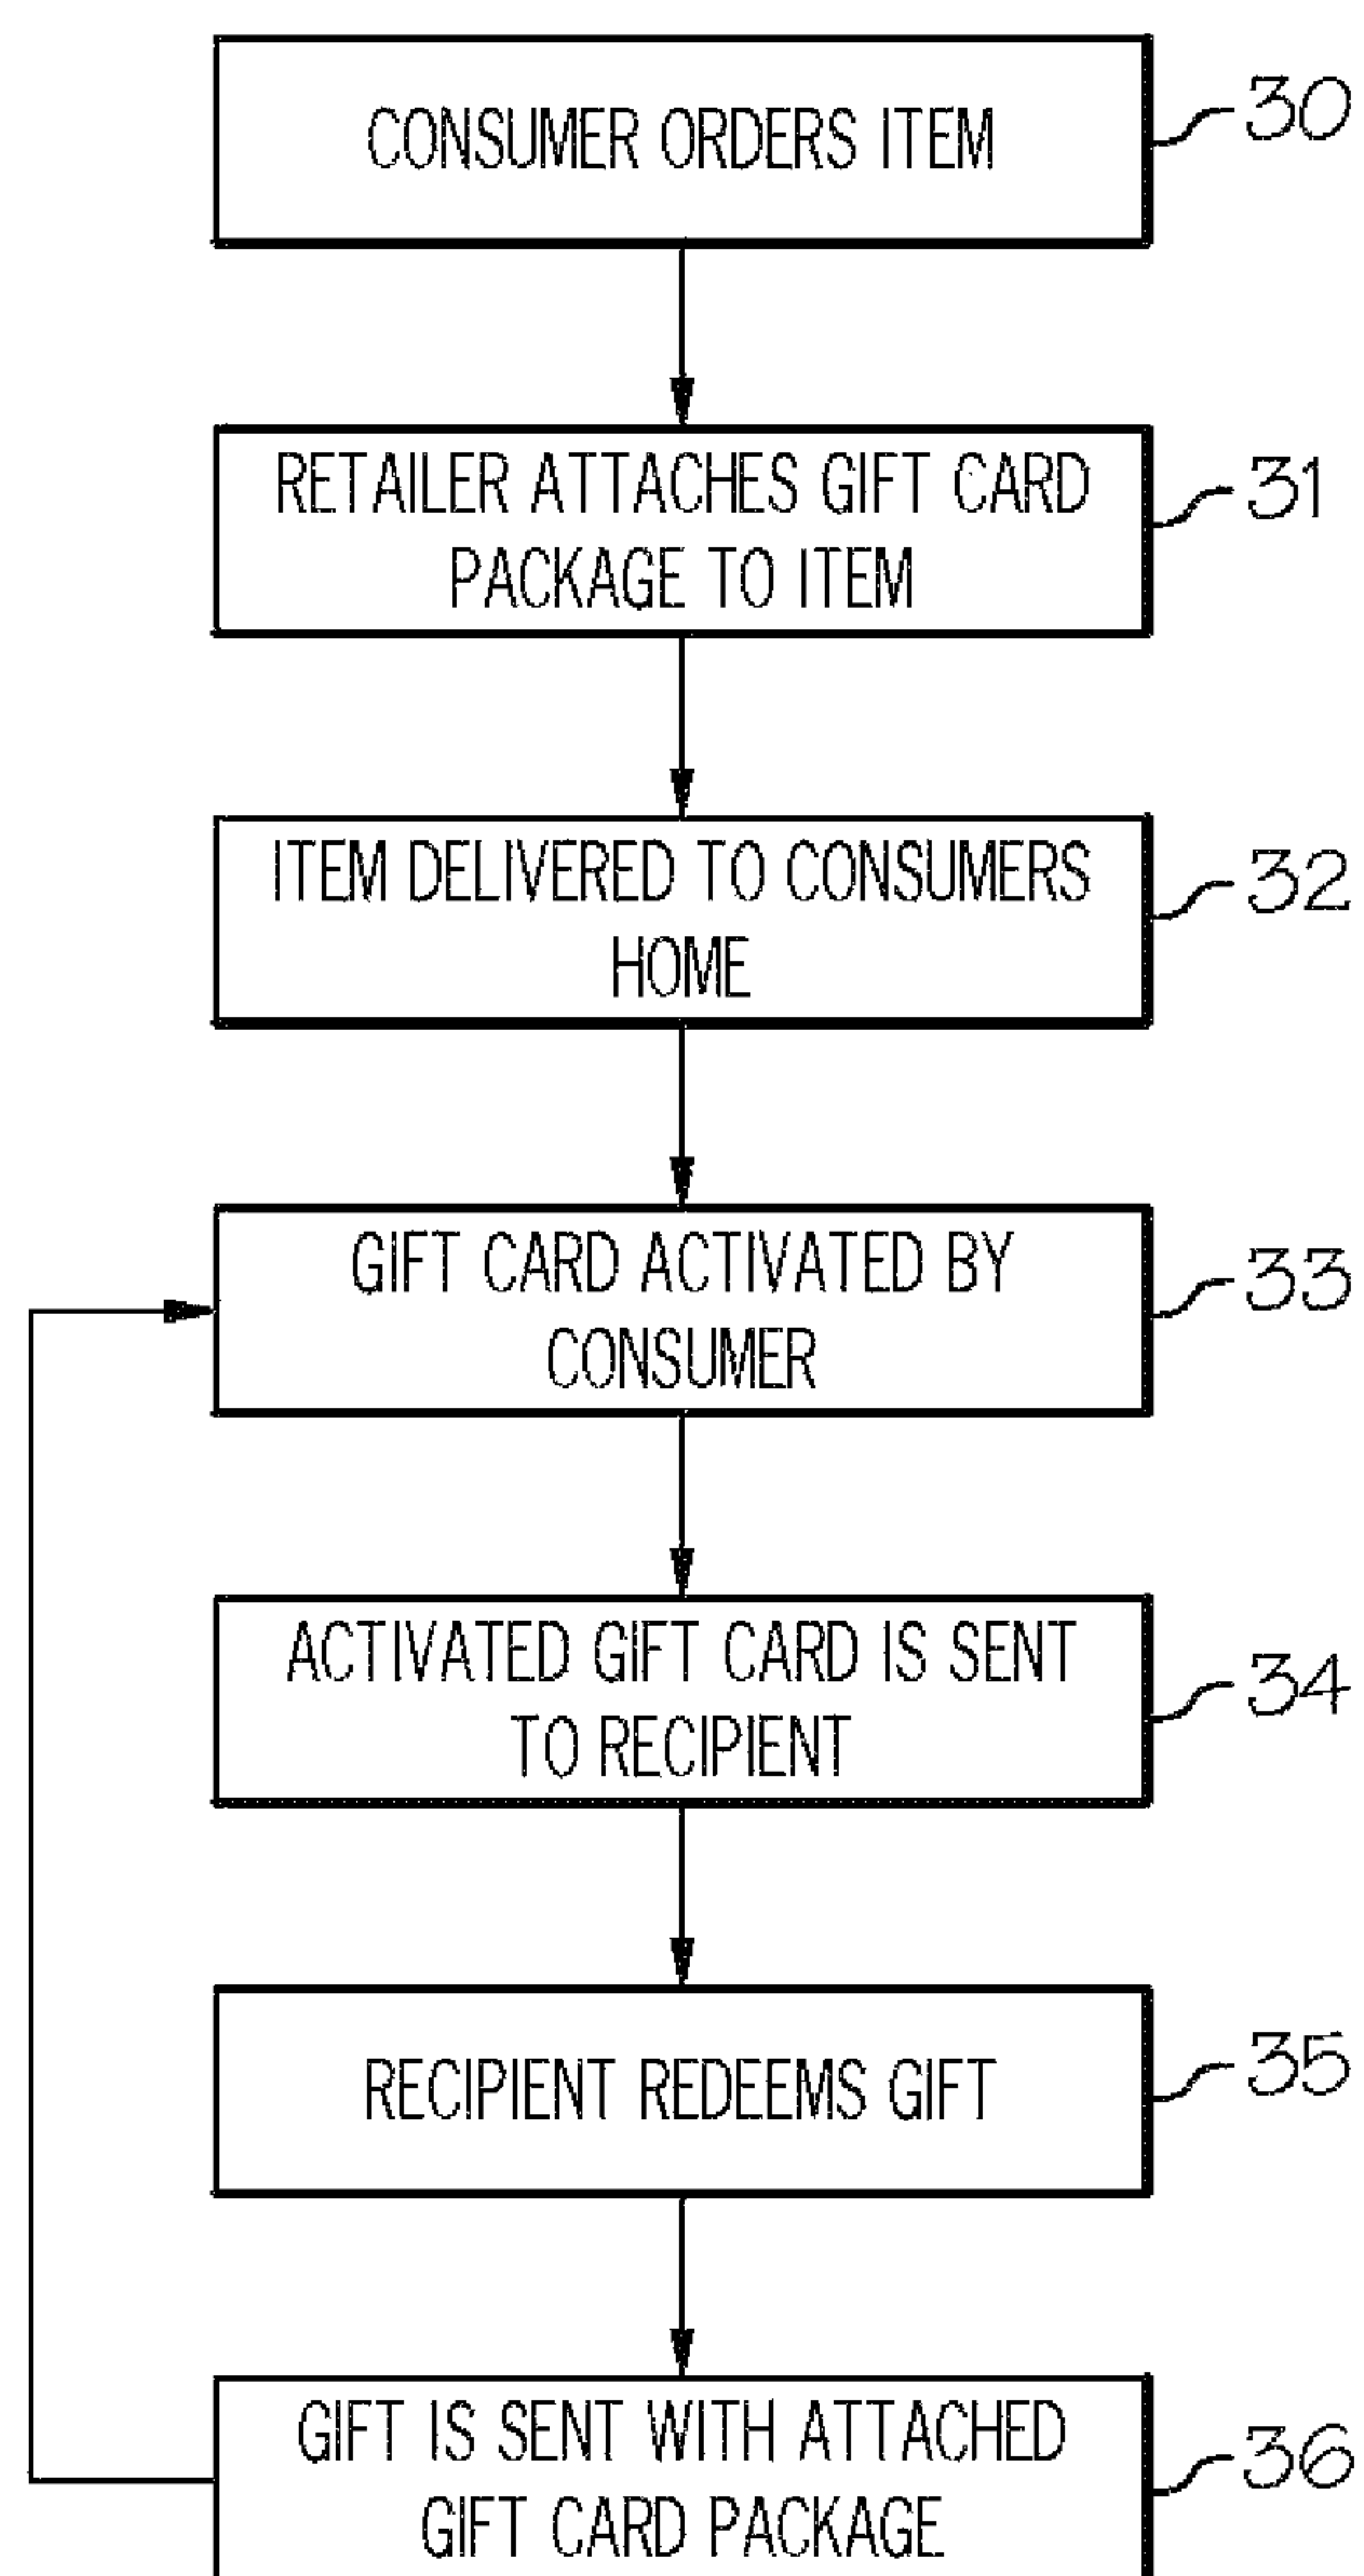 CONSUMER ORDERS ITEM
30
RETAILER ATTACHES GIFT CARD
PACKAGE TO ITEM
31
ITEM DELIVERED TO CONSUMERS
HOME
32
GIFT CARD ACTIVATED BY
CONSUMER
33
ACTIVATED GIFT CARD IS SENT
TO RECIPIENT
34
RECIPIENT REDEEMS GIFT
35
GIFT IS SENT WITH ATTACHED
GIFT CARD PACKAGE
36